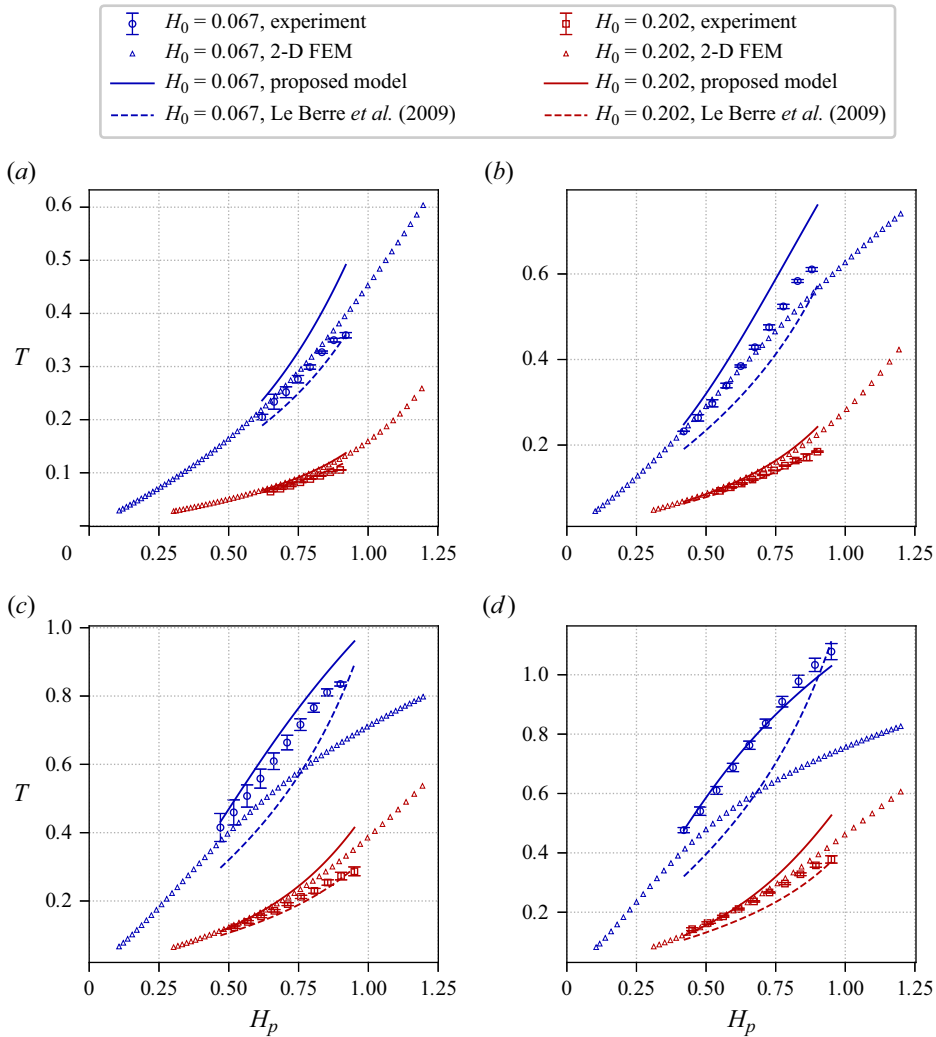 H₀ = 0.067, experiment
H₀ = 0.067, 2-D FEM
H₀ = 0.067, proposed model
H₀ = 0.067, Le Berre et al. (2009)
H₀ = 0.202, experiment
H₀ = 0.202, 2-D FEM
H₀ = 0.202, proposed model
H₀ = 0.202, Le Berre et al. (2009)
(a)
T
0.6
0.5
0.4
0.3
0.2
0.1
0 0.25 0.50 0.75 1.00 1.25
(b)
0.6
0.4
0.2
0 0.25 0.50 0.75 1.00 1.25
(c)
T
1.0
0.8
0.6
0.4
0.2
0 0.25 0.50 0.75 1.00 1.25
Hₚ
(d)
1.0
0.8
0.6
0.4
0.2
0 0.25 0.50 0.75 1.00 1.25
Hₚ